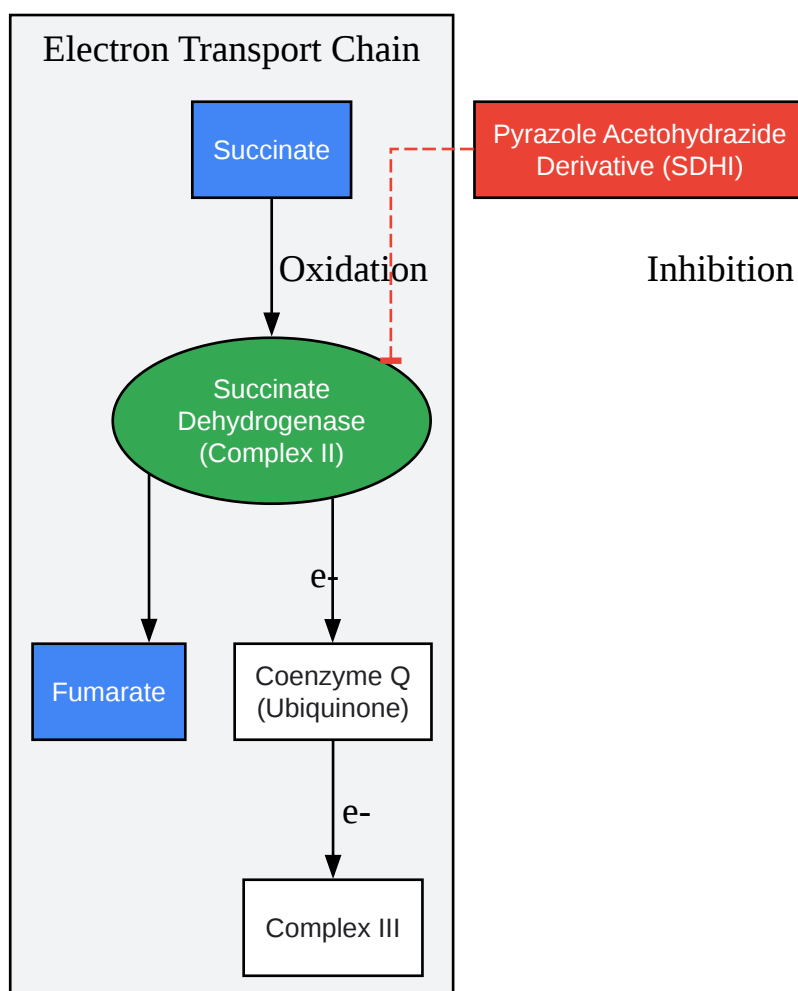 Electron Transport Chain
Succinate
Pyrazole Acetohydrazide
Derivative (SDHI)
Oxidation
Inhibition
Succinate
Dehydrogenase
(Complex II)
e-
Fumarate
Coenzyme Q
(Ubiquinone)
e-
Complex III